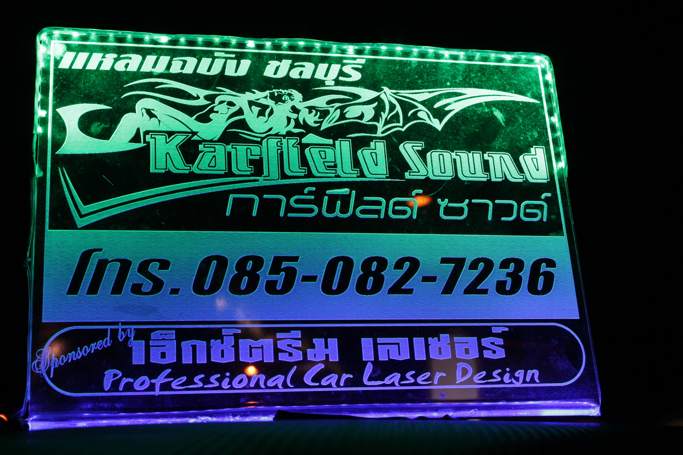 แหลมฉบัง ชลบุรี
Karfield Sound
การ์ฟิลด์ ซาวด์
โทร. 085-082-7236
Sponsored by
เอ็กซ์ตรีม เลเซอร์
Professional Car Laser Design